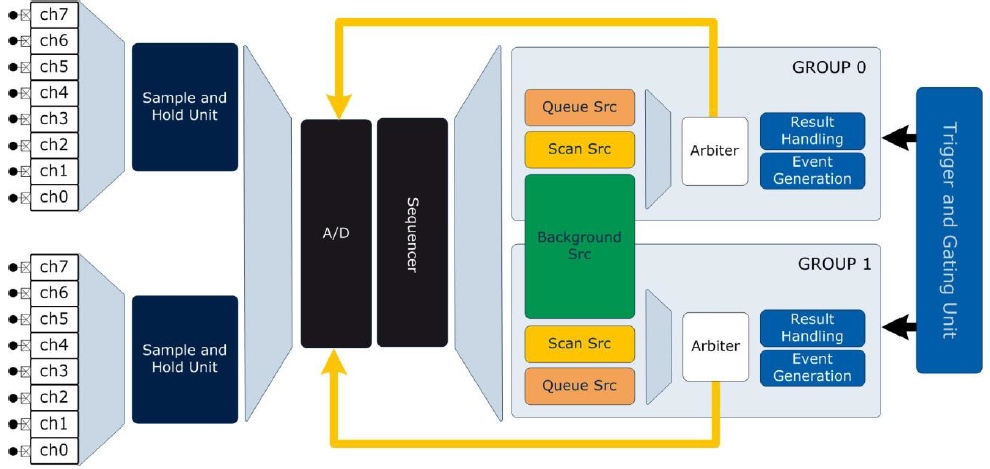 ch7
ch6
ch5
ch4
ch3
ch2
ch1
ch0
Sample and
Hold Unit
ch7
ch6
ch5
ch4
ch3
ch2
ch1
ch0
Sample and
Hold Unit
A/D
Sequencer
GROUP 0
Queue Src
Scan Src
Arbiter
Result
Handling
Event
Generation
Background
Src
GROUP 1
Scan Src
Queue Src
Arbiter
Result
Handling
Event
Generation
Trigger and Gating Unit